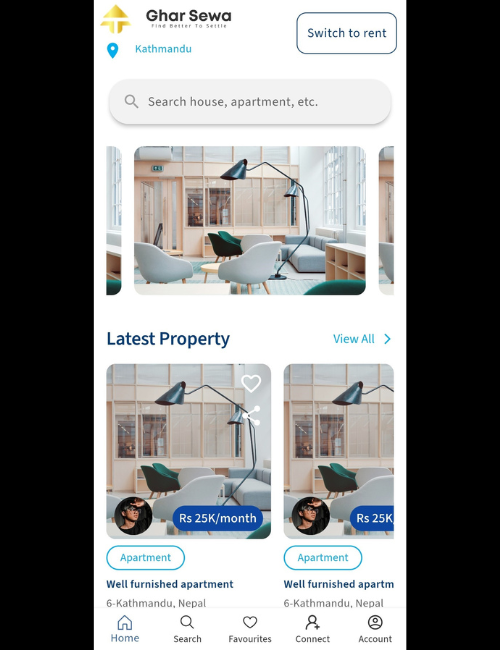 Ghar Sewa
Find Better To Settle
Switch to rent
Kathmandu
Search house, apartment, etc.
Latest Property
View All
Rs 25K/month
Rs 25K
Apartment
Apartment
Well furnished apartment
Well furnished apartm
6-Kathmandu, Nepal
6-Kathmandu, Nepal
Home
Search
Favourites
Connect
Account